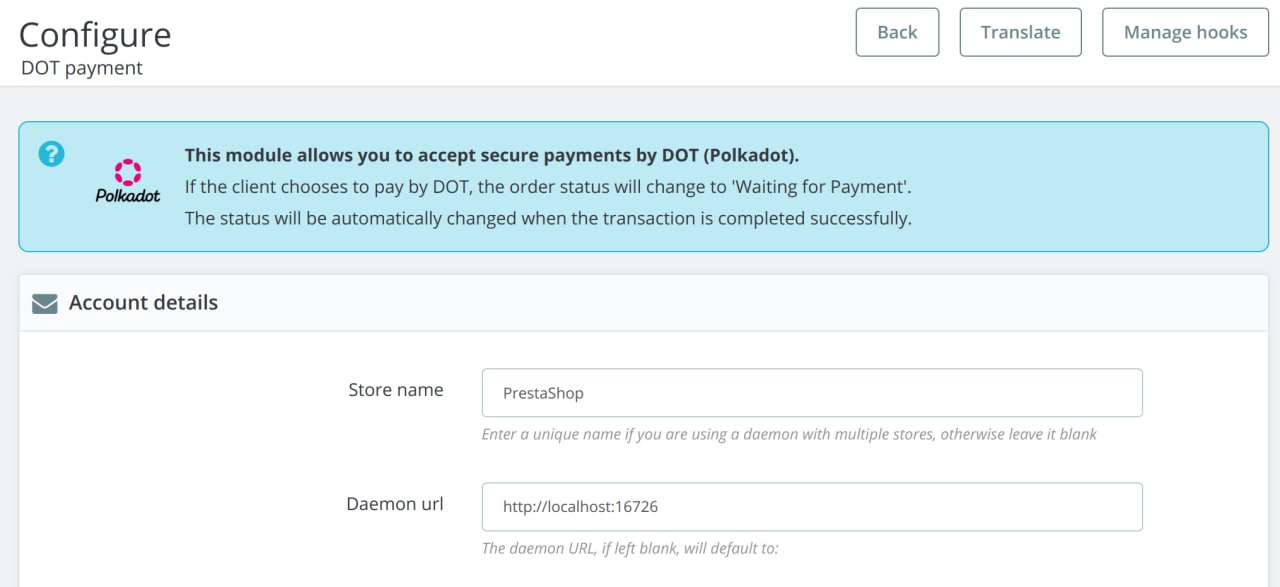 Configure
DOT payment
Back
Translate
Manage hooks
?
This module allows you to accept secure payments by DOT (Polkadot).
If the client chooses to pay by DOT, the order status will change to 'Waiting for Payment'.
The status will be automatically changed when the transaction is completed successfully.
Polkadot
Account details
Store name
PrestaShop
Enter a unique name if you are using a daemon with multiple stores, otherwise leave it blank
Daemon url
http://localhost:16726
The daemon URL, if left blank, will default to: